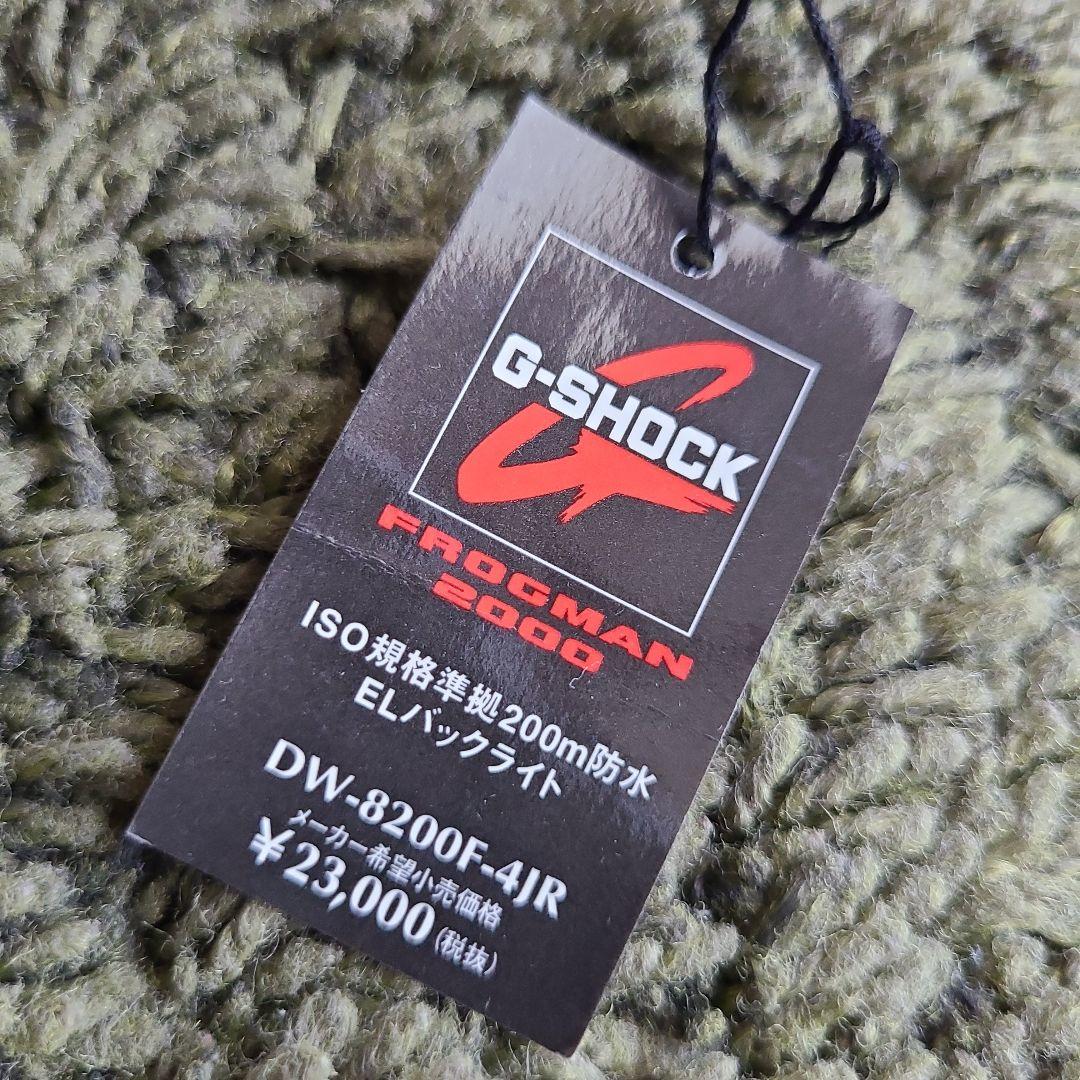 G-SHOCK
FROGMAN
2000
ISO規格準拠200m防水
ELバックライト
DW-8200F-4JR
メーカー希望小売価格
¥23,000(税抜)